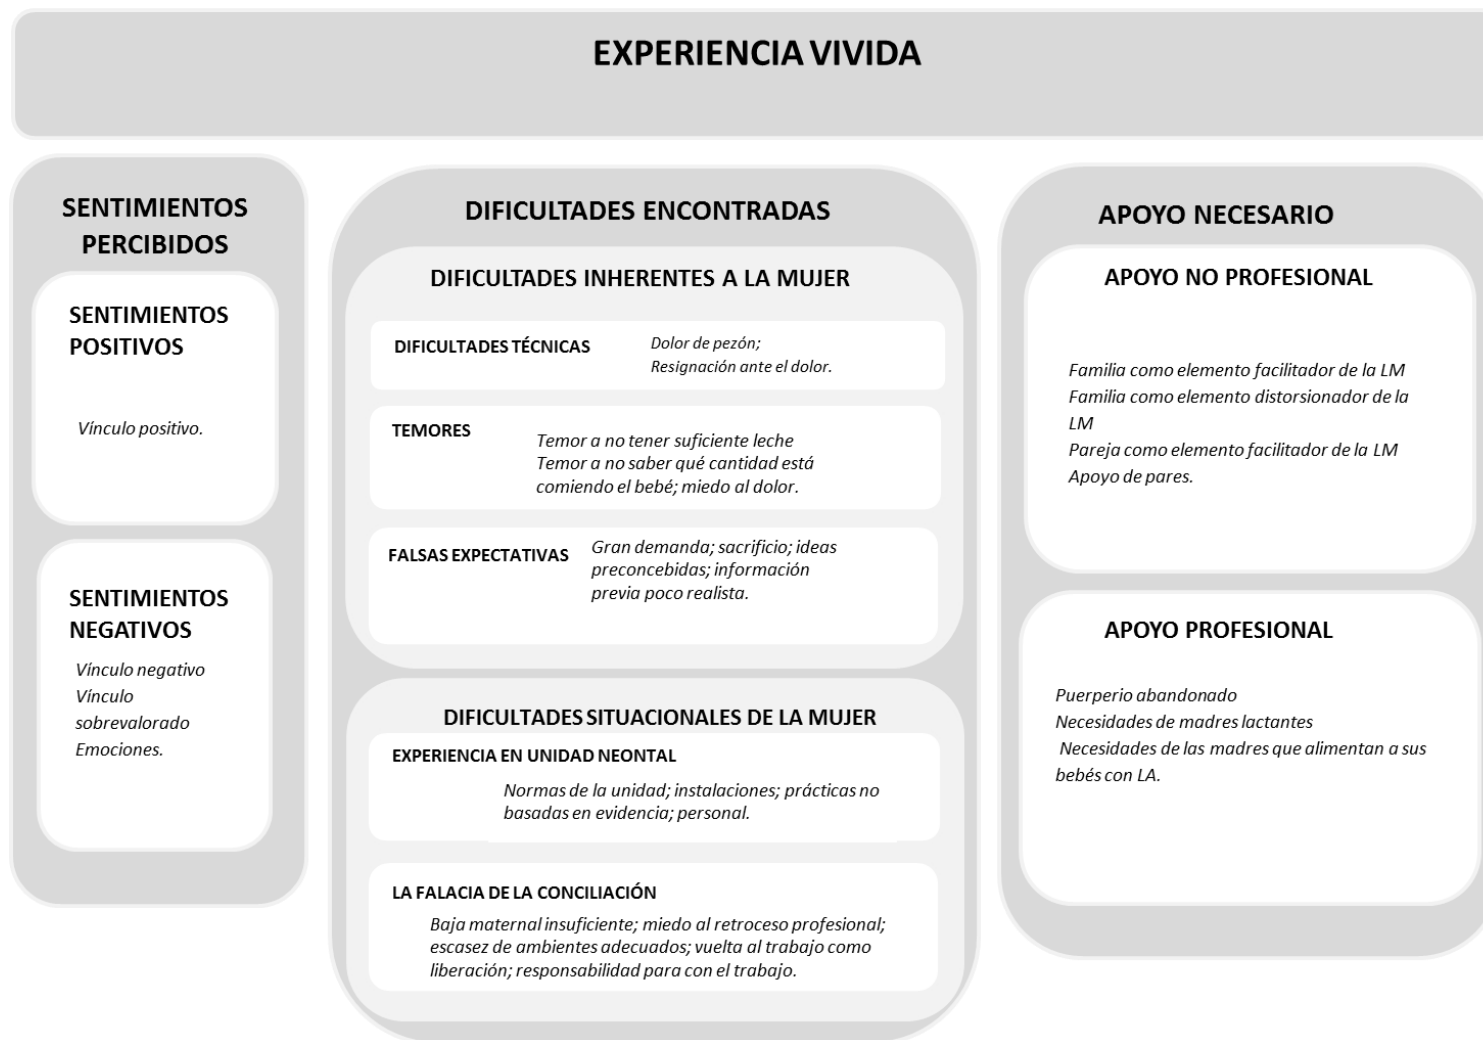 EXPERIENCIA VIVIDA
SENTIMIENTOS
PERCIBIDOS
SENTIMIENTOS
POSITIVOS
Vínculo positivo.
SENTIMIENTOS
NEGATIVOS
Vínculo negativo
Vínculo
sobrevalorado
Emociones.
DIFICULTADES ENCONTRADAS
DIFICULTADES INHERENTES A LA MUJER
DIFICULTADES TÉCNICAS
Dolor de pezón;
Resignación ante el dolor.
TEMORES
Temor a no tener suficiente leche
Temor a no saber qué cantidad está
comiendo el bebé; miedo al dolor.
FALSAS EXPECTATIVAS
Gran demanda; sacrificio; ideas
preconcebidas; información
previa poco realista.
DIFICULTADES SITUACIONALES DE LA MUJER
EXPERIENCIA EN UNIDAD NEONTAL
Normas de la unidad; instalaciones; prácticas no
basadas en evidencia; personal.
LA FALACIA DE LA CONCILIACIÓN
Baja maternal insuficiente; miedo al retroceso profesional;
escasez de ambientes adecuados; vuelta al trabajo como
liberación; responsabilidad para con el trabajo.
APOYO NECESARIO
APOYO NO PROFESIONAL
Familia como elemento facilitador de la LM
Familia como elemento distorsionador de la
LM
Pareja como elemento facilitador de la LM
Apoyo de pares.
APOYO PROFESIONAL
Puerperio abandonado
Necesidades de madres lactantes
Necesidades de las madres que alimentan a sus
bebés con LA.